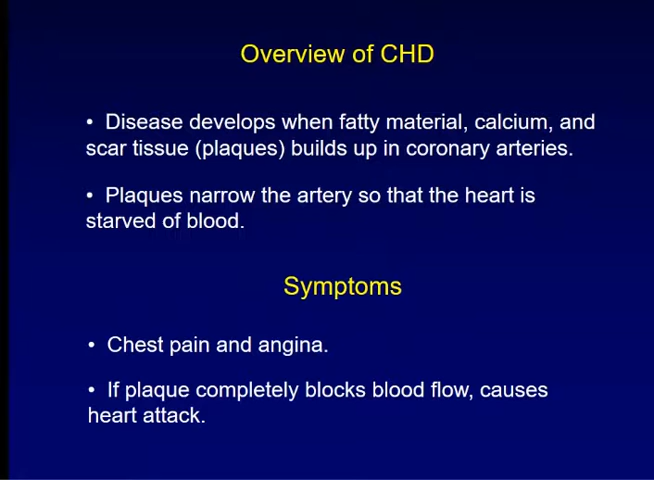 Overview of CHD
• Disease develops when fatty material, calcium, and
scar tissue (plaques) builds up in coronary arteries.
• Plaques narrow the artery so that the heart is
starved of blood.
Symptoms
• Chest pain and angina.
• If plaque completely blocks blood flow, causes
heart attack.